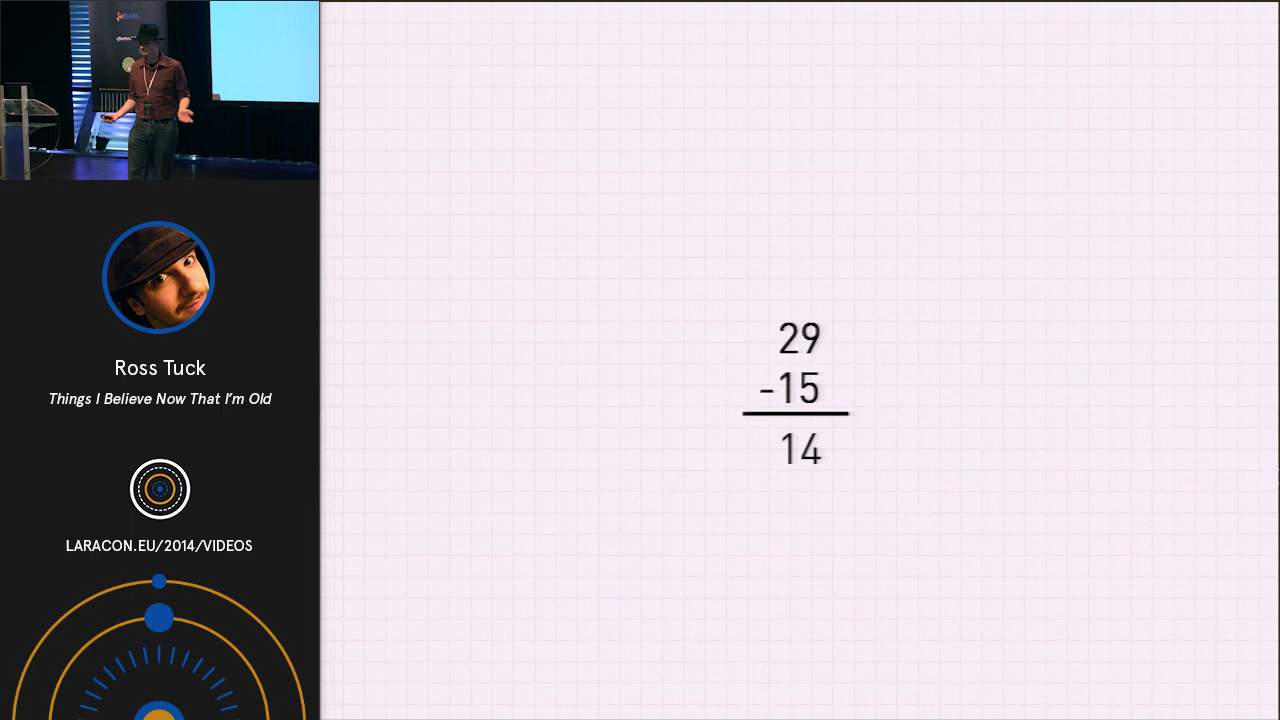 Ross Tuck
Things I Believe Now That I'm Old
LARACON.EU/2014/VIDEOS
29
-15
14